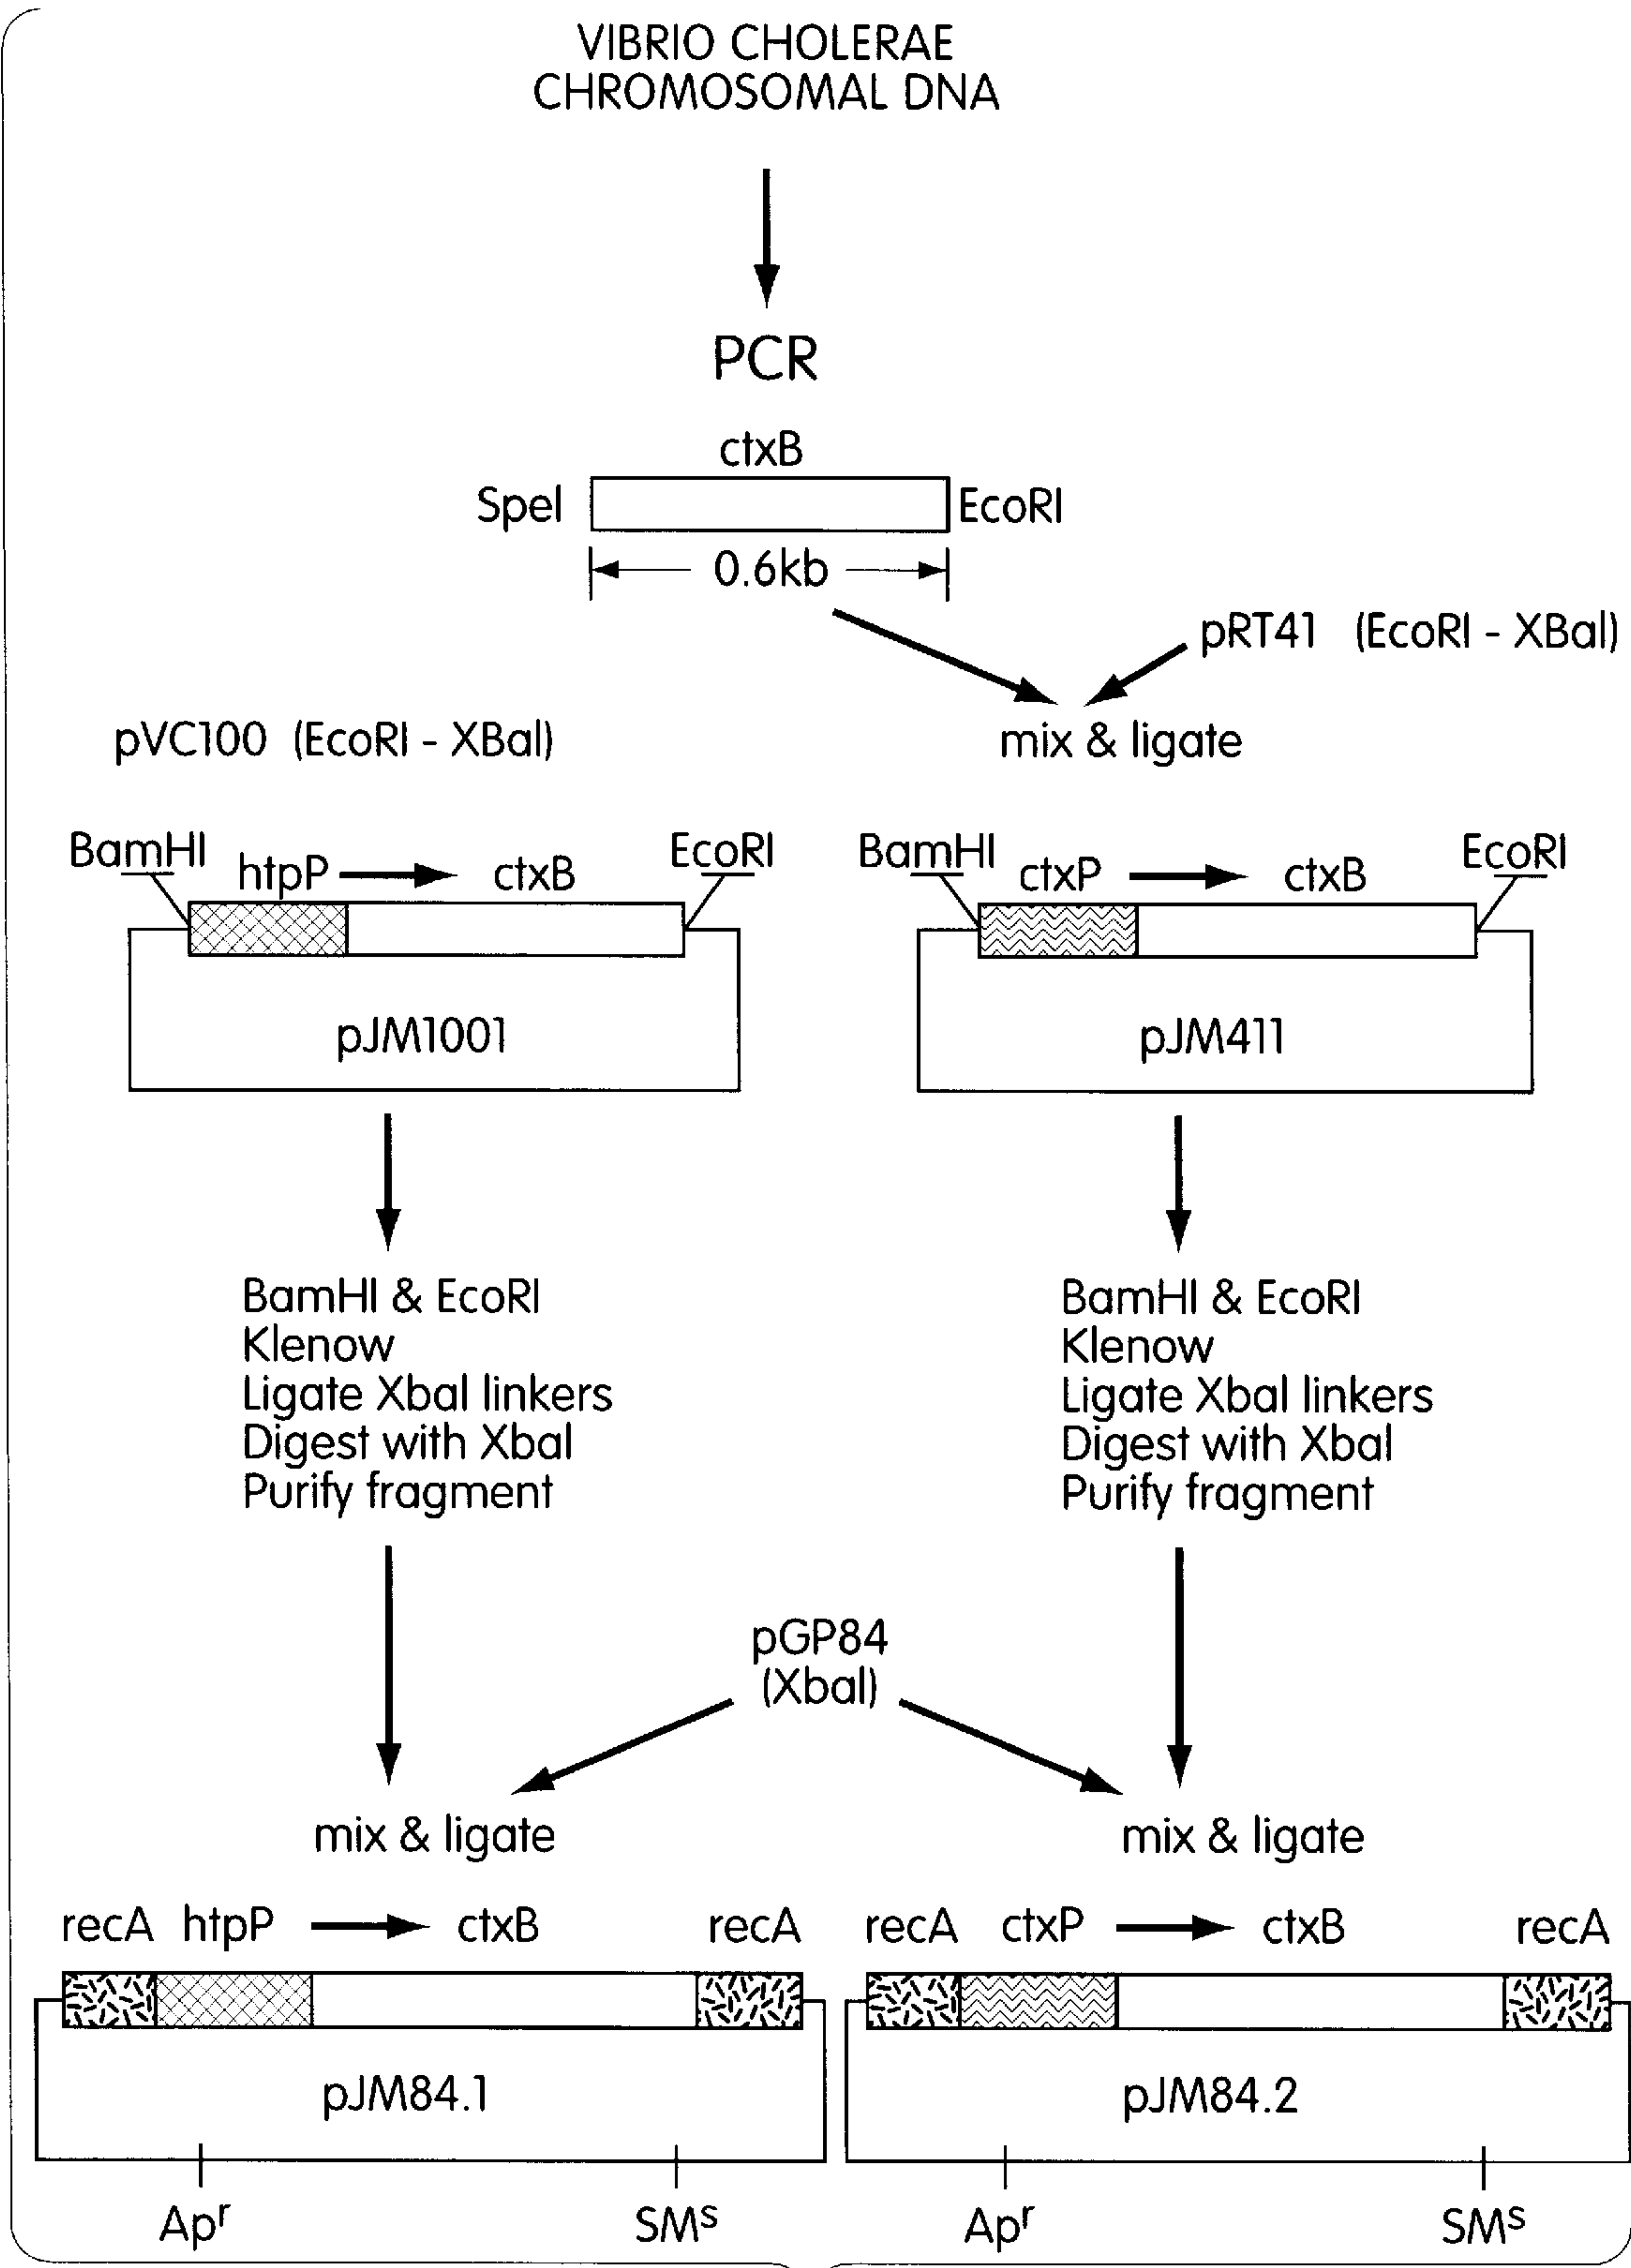 VIBRIO CHOLERAE
CHROMOSOMAL DNA
PCR
ctxB
SpeI EcoRI
0.6kb
pRT41 (EcoRI - XBaI)
pVC100 (EcoRI - XBaI)
mix & ligate
BamHI htpP ctxB EcoRI
BamHI ctxP ctxB EcoRI
pJM1001
pJM411
BamHI & EcoRI
Klenow
Ligate XbaI linkers
Digest with XbaI
Purify fragment
BamHI & EcoRI
Klenow
Ligate XbaI linkers
Digest with XbaI
Purify fragment
pGP84
(XbaI)
mix & ligate
mix & ligate
recA htpP ctxB recA
recA ctxP ctxB recA
pJM84.1
pJM84.2
Apʳ SMˢ
Apʳ SMˢ